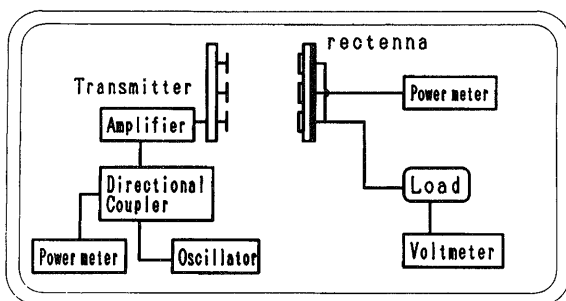 rectenna
Transmitter
Power meter
Amplifier
Directional
Coupler
Load
Power meter
Oscillator
Voltmeter